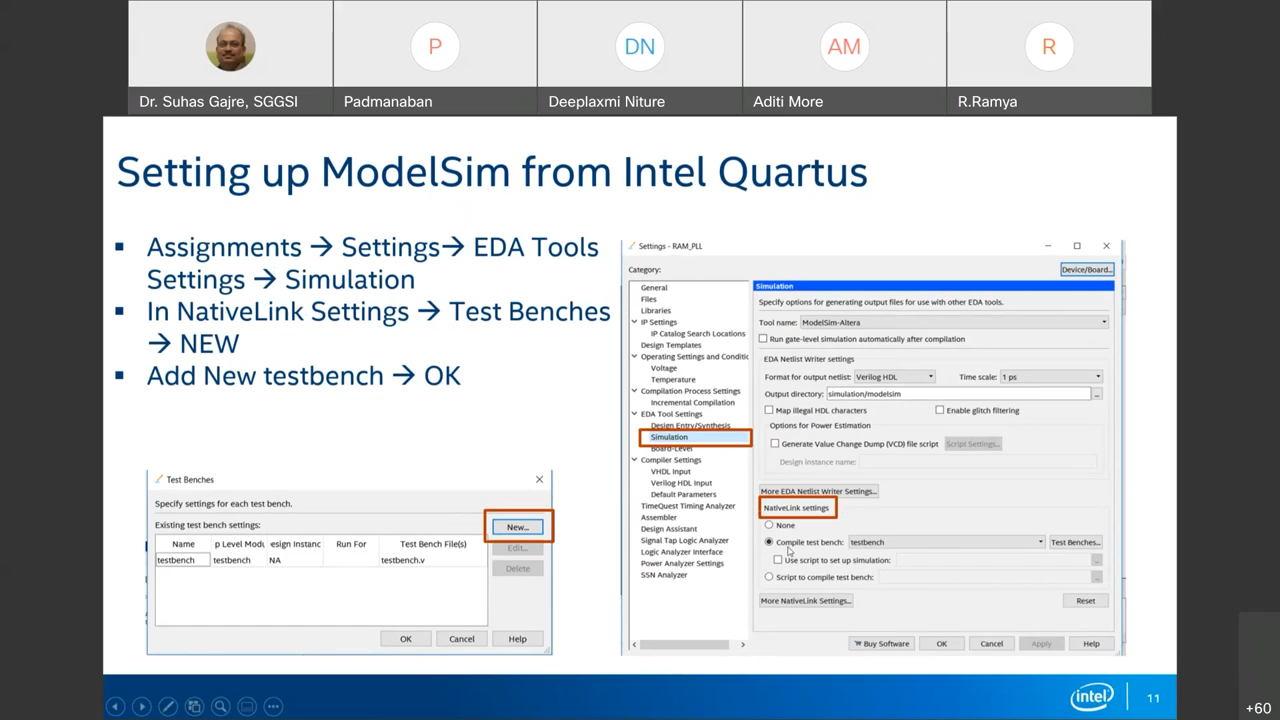 P
DN
AM
R
Dr. Suhas Gajre, SGGSI
Padmanaban
Deeplaxmi Niture
Aditi More
R.Ramya
Setting up ModelSim from Intel Quartus
▪ Assignments → Settings→ EDA Tools
Settings → Simulation
▪ In NativeLink Settings → Test Benches
→ NEW
▪ Add New testbench → OK
Test Benches
Specify settings for each test bench.
Existing test bench settings:
New...
Name p Level Modu esign Instanc Run For Test Bench File(s)
testbench testbench NA testbench.v
Edit...
Delete
OK Cancel Help
Settings - RAM_PLL
Category:
Device/Board...
General
Files
Libraries
IP Settings
IP Catalog Search Locations
Design Templates
Operating Settings and Conditic
Voltage
Temperature
Compilation Process Settings
Incremental Compilation
EDA Tool Settings
Design Entry/Synthesis
Simulation
Board-Level
Compiler Settings
VHDL Input
Verilog HDL Input
Default Parameters
TimeQuest Timing Analyzer
Assembler
Design Assistant
Signal Tap Logic Analyzer
Logic Analyzer Interface
Power Analyzer Settings
SSN Analyzer
Simulation
Specify options for generating output files for use with other EDA tools.
Tool name: ModelSim-Altera
Run gate-level simulation automatically after compilation
EDA Netlist Writer settings
Format for output netlist: Verilog HDL Time scale: 1 ps
Output directory: simulation/modelsim ...
Map illegal HDL characters Enable glitch filtering
Options for Power Estimation
Generate Value Change Dump (VCD) file script Script Settings...
Design instance name:
More EDA Netlist Writer Settings...
NativeLink settings
None
Compile test bench: testbench Test Benches...
Use script to set up simulation: ...
Script to compile test bench: ...
More NativeLink Settings... Reset
Buy Software OK Cancel Apply Help
intel 11
+60